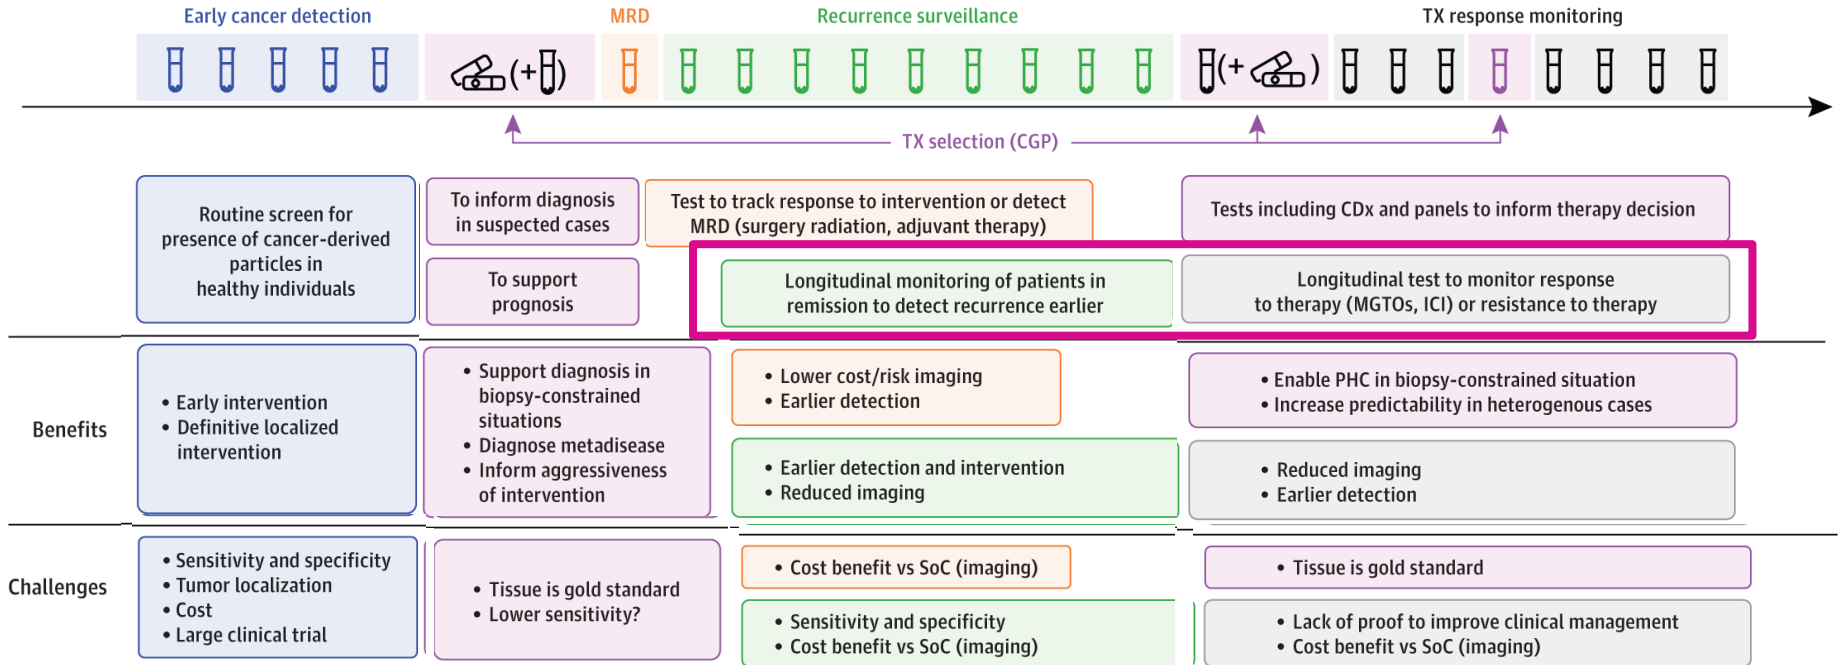 Early cancer detection
MRD
Recurrence surveillance
TX response monitoring
(+ )
(+ )
TX selection (CGP)
Routine screen for
presence of cancer-derived
particles in
healthy individuals
To inform diagnosis
in suspected cases
To support
prognosis
Test to track response to intervention or detect
MRD (surgery radiation, adjuvant therapy)
Longitudinal monitoring of patients in
remission to detect recurrence earlier
Tests including CDx and panels to inform therapy decision
Longitudinal test to monitor response
to therapy (MGTOs, ICI) or resistance to therapy
Benefits
• Early intervention
• Definitive localized
intervention
• Support diagnosis in
biopsy-constrained
situations
• Diagnose metadisease
• Inform aggressiveness
of intervention
• Lower cost/risk imaging
• Earlier detection
• Earlier detection and intervention
• Reduced imaging
• Enable PHC in biopsy-constrained situation
• Increase predictability in heterogenous cases
• Reduced imaging
• Earlier detection
Challenges
• Sensitivity and specificity
• Tumor localization
• Cost
• Large clinical trial
• Tissue is gold standard
• Lower sensitivity?
• Cost benefit vs SoC (imaging)
• Sensitivity and specificity
• Cost benefit vs SoC (imaging)
• Tissue is gold standard
• Lack of proof to improve clinical management
• Cost benefit vs SoC (imaging)